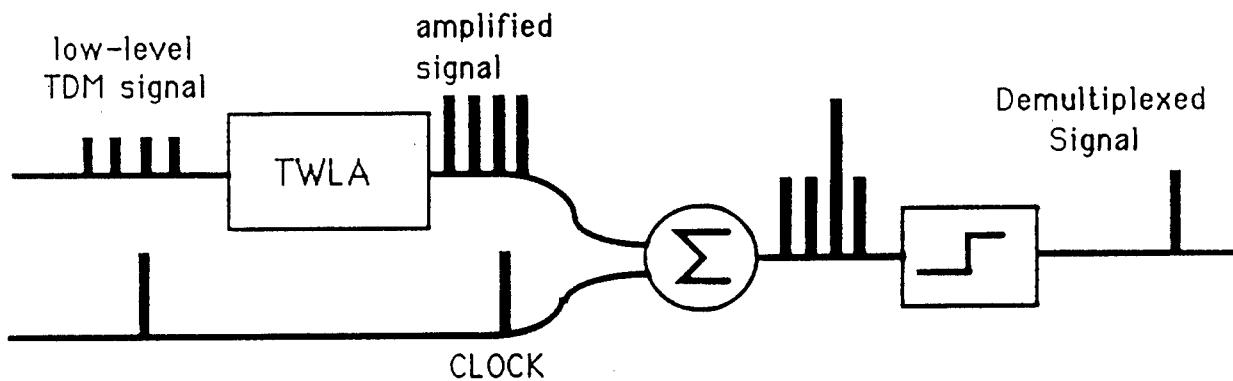 low-level
TDM signal
TWLA
amplified
signal
Σ
Demultiplexed
Signal
CLOCK